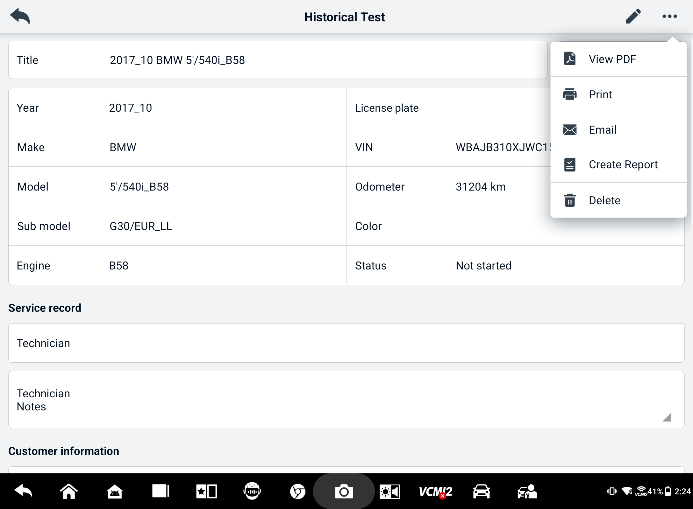 Historical Test
Title 2017_10 BMW 5'/540i_B58
View PDF
Print
Email
Create Report
Delete
Year 2017_10 License plate
Make BMW VIN WBAJB310XJWC15
Model 5'/540i_B58 Odometer 31204 km
Sub model G30/EUR_LL Color
Engine B58 Status Not started
Service record
Technician
Technician
Notes
Customer information
VCMI2 41% 2:24